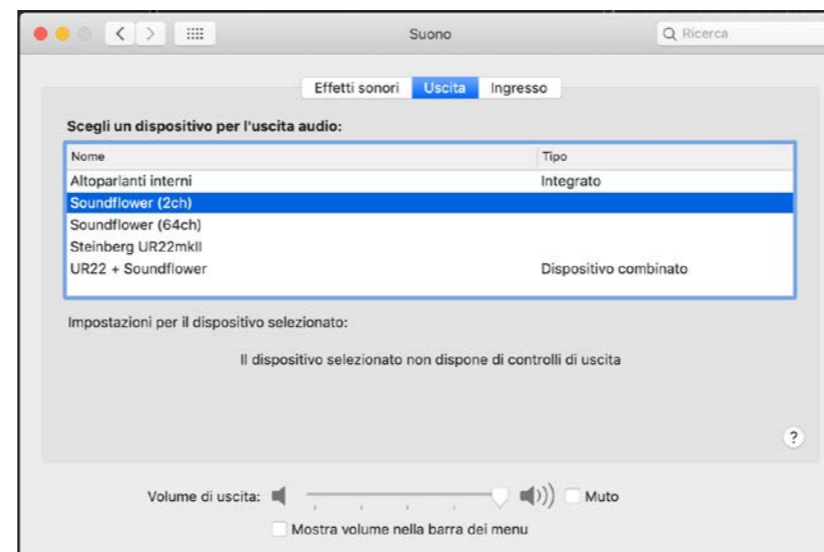 Suono
Ricerca
Effetti sonori Uscita Ingresso
Scegli un dispositivo per l'uscita audio:
Nome Tipo
Altoparlanti interni Integrato
Soundflower (2ch)
Soundflower (64ch)
Steinberg UR22mkII
UR22 + Soundflower Dispositivo combinato
Impostazioni per il dispositivo selezionato:
Il dispositivo selezionato non dispone di controlli di uscita
?
Volume di uscita: Muto
Mostra volume nella barra dei menu